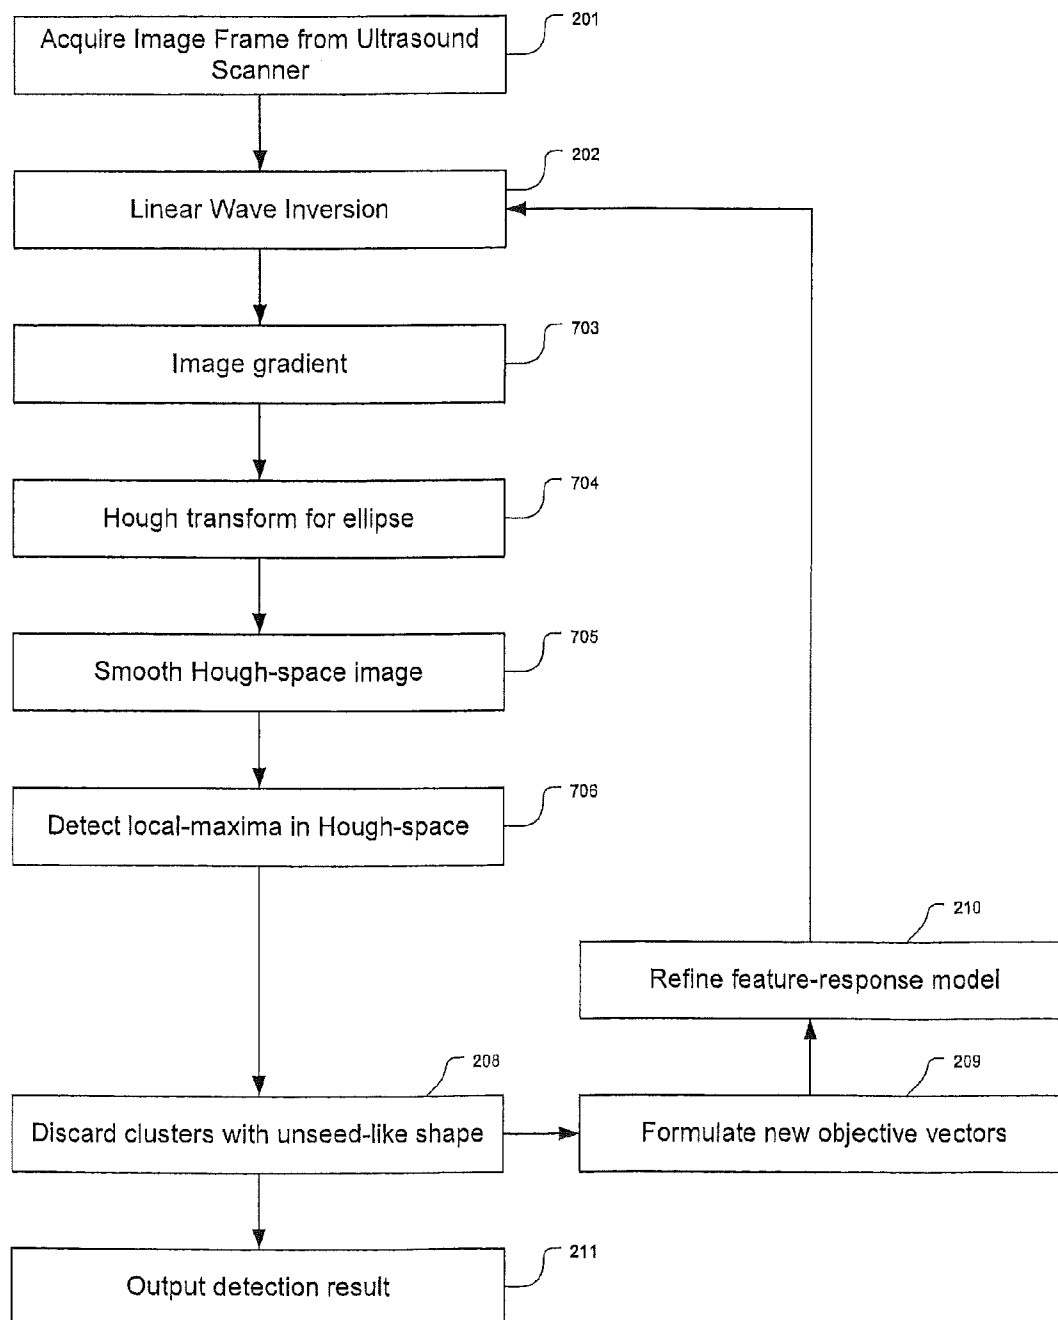 201
Acquire Image Frame from Ultrasound
Scanner
202
Linear Wave Inversion
703
Image gradient
704
Hough transform for ellipse
705
Smooth Hough-space image
706
Detect local-maxima in Hough-space
210
Refine feature-response model
208
209
Discard clusters with unseed-like shape
Formulate new objective vectors
211
Output detection result